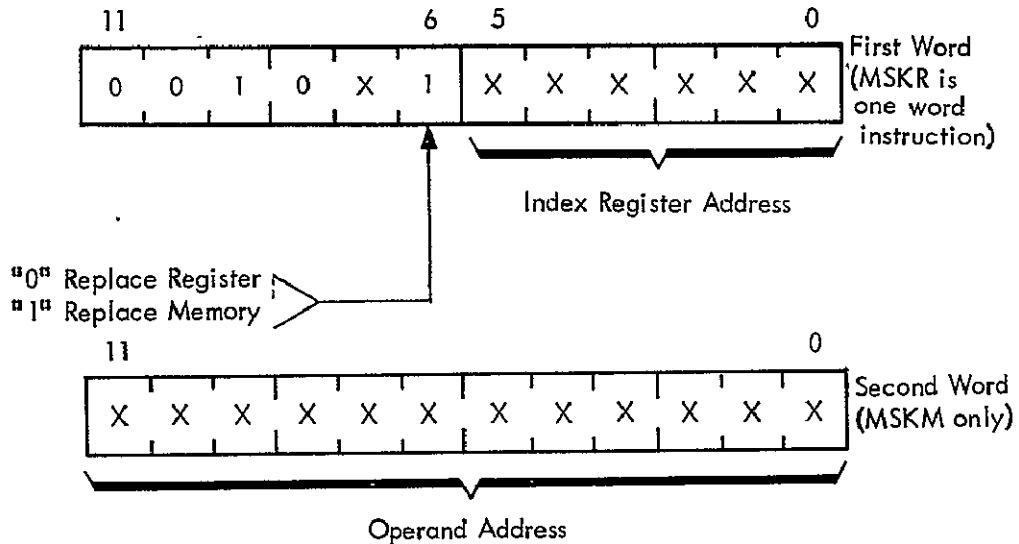 11 6 5 0
0 0 1 0 X 1 X X X X X X
First Word
(MSKR is
one word
instruction)
Index Register Address
"0" Replace Register
"1" Replace Memory
11 0
X X X X X X X X X X X X
Second Word
(MSKM only)
Operand Address